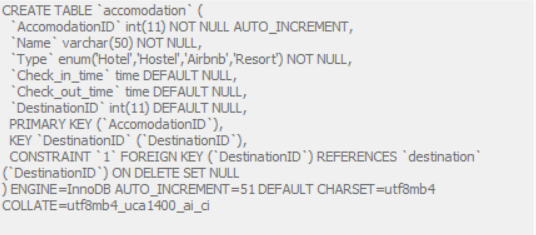 CREATE TABLE `accomodation` (
`AccomodationID` int(11) NOT NULL AUTO_INCREMENT,
`Name` varchar(50) NOT NULL,
`Type` enum('Hotel','Hostel','Airbnb','Resort') NOT NULL,
`Check_in_time` time DEFAULT NULL,
`Check_out_time` time DEFAULT NULL,
`DestinationID` int(11) DEFAULT NULL,
PRIMARY KEY (`AccomodationID`),
KEY `DestinationID` (`DestinationID`),
CONSTRAINT `1` FOREIGN KEY (`DestinationID`) REFERENCES `destination`
(`DestinationID`) ON DELETE SET NULL
) ENGINE=InnoDB AUTO_INCREMENT=51 DEFAULT CHARSET=utf8mb4
COLLATE=utf8mb4_uca1400_ai_ci